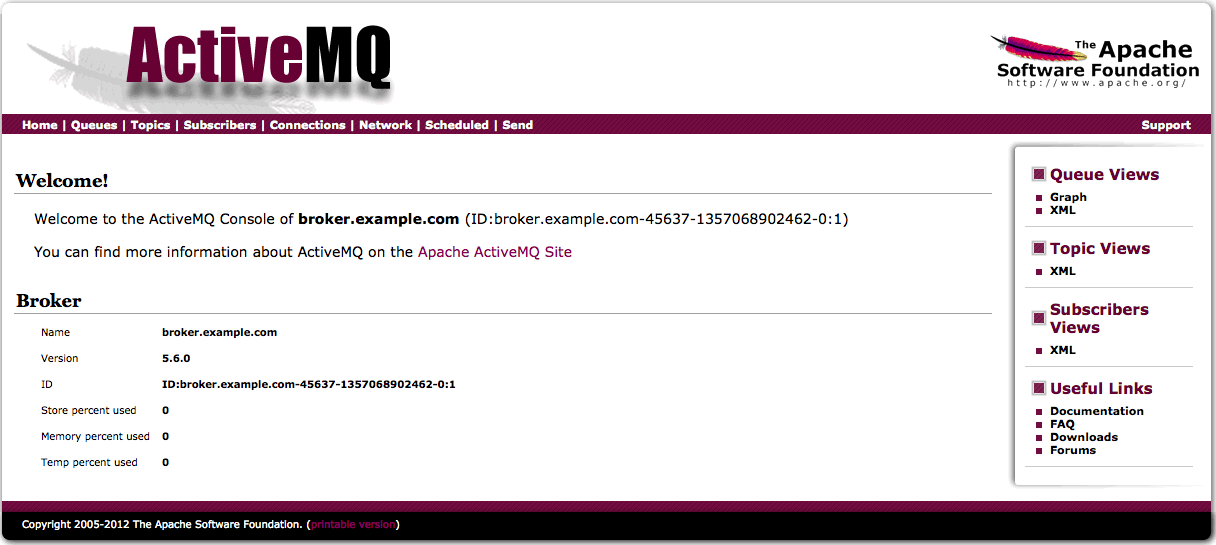 ActiveMQ
The Apache
Software Foundation
http://www.apache.org/
Home | Queues | Topics | Subscribers | Connections | Network | Scheduled | Send
Support
Welcome!
Welcome to the ActiveMQ Console of broker.example.com (ID:broker.example.com-45637-1357068902462-0:1)
You can find more information about ActiveMQ on the Apache ActiveMQ Site
Broker
Name broker.example.com
Version 5.6.0
ID ID:broker.example.com-45637-1357068902462-0:1
Store percent used 0
Memory percent used 0
Temp percent used 0
Queue Views
Graph
XML
Topic Views
XML
Subscribers
Views
XML
Useful Links
Documentation
FAQ
Downloads
Forums
Copyright 2005-2012 The Apache Software Foundation. (printable version)